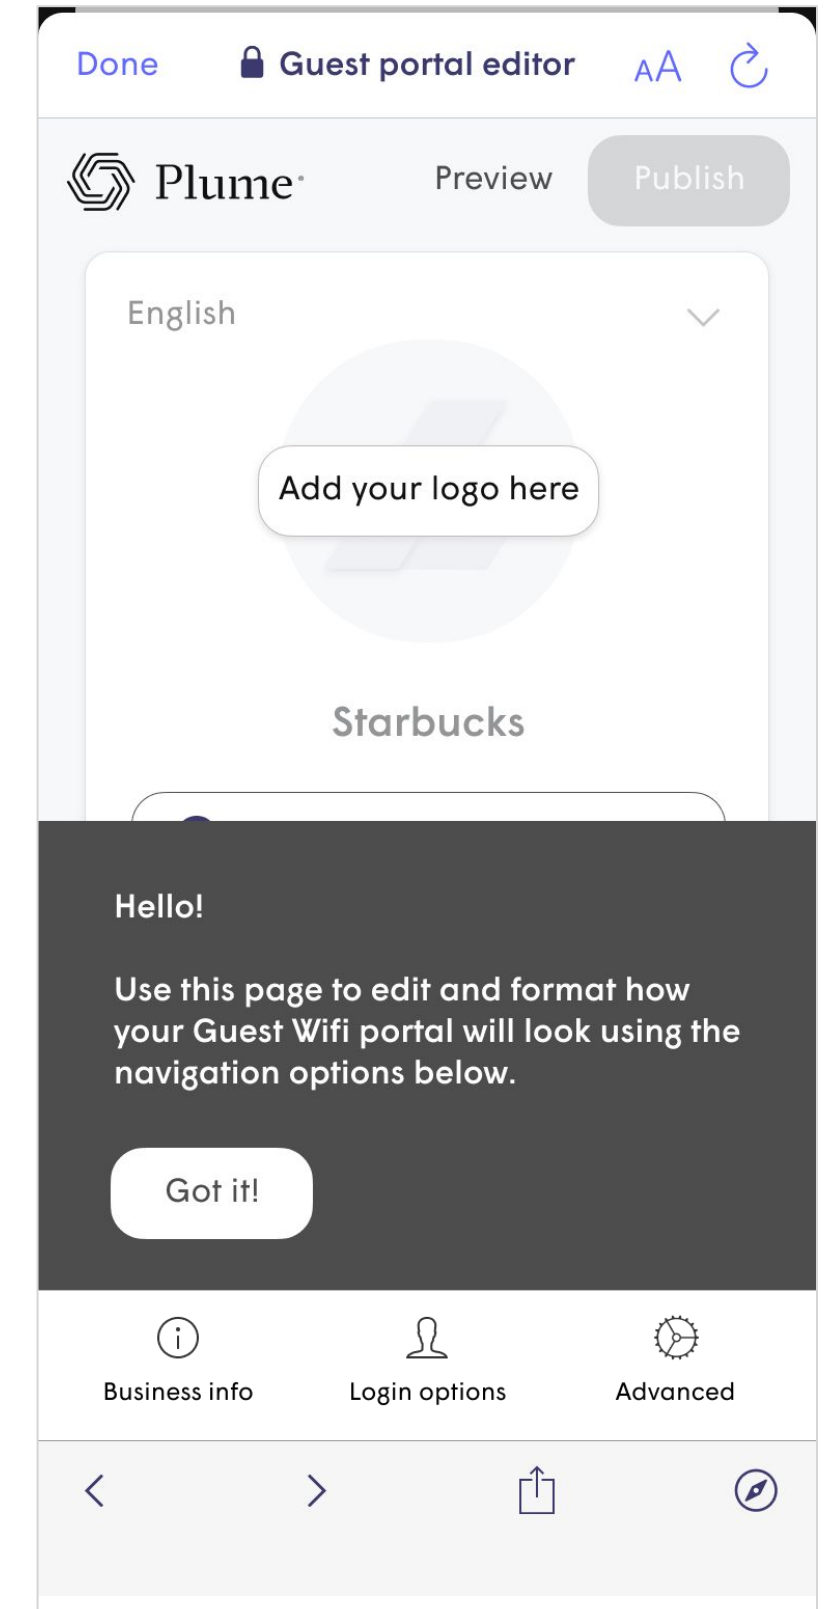 Done
Guest portal editor
AA
Plume
Preview
Publish
English
Add your logo here
Starbucks
Hello!
Use this page to edit and format how
your Guest Wifi portal will look using the
navigation options below.
Got it!
Business info
Login options
Advanced